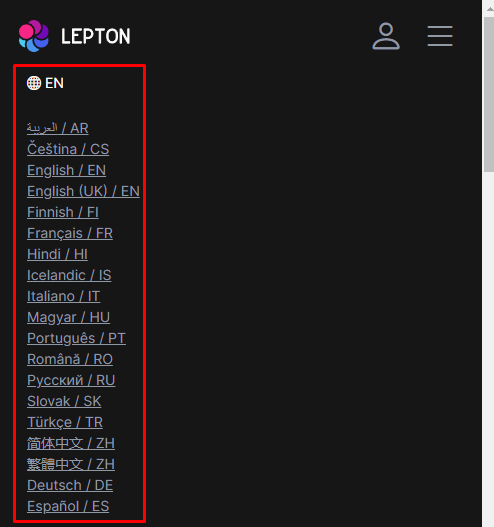 LEPTON
EN
العربية / AR
Čeština / CS
English / EN
English (UK) / EN
Finnish / FI
Français / FR
Hindi / HI
Icelandic / IS
Italiano / IT
Magyar / HU
Português / PT
Română / RO
Русский / RU
Slovak / SK
Türkçe / TR
简体中文 / ZH
繁體中文 / ZH
Deutsch / DE
Español / ES